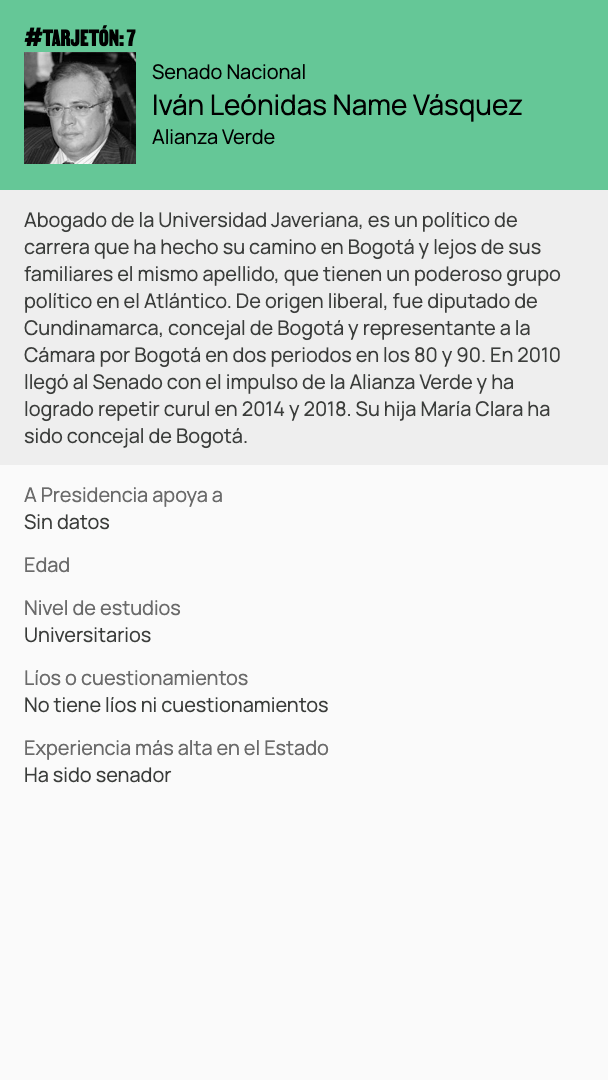 #TARJETÓN: 7
Senado Nacional
Iván Leónidas Name Vásquez
Alianza Verde
Abogado de la Universidad Javeriana, es un político de
carrera que ha hecho su camino en Bogotá y lejos de sus
familiares el mismo apellido, que tienen un poderoso grupo
político en el Atlántico. De origen liberal, fue diputado de
Cundinamarca, concejal de Bogotá y representante a la
Cámara por Bogotá en dos periodos en los 80 y 90. En 2010
llegó al Senado con el impulso de la Alianza Verde y ha
logrado repetir curul en 2014 y 2018. Su hija María Clara ha
sido concejal de Bogotá.
A Presidencia apoya a
Sin datos
Edad
Nivel de estudios
Universitarios
Líos o cuestionamientos
No tiene líos ni cuestionamientos
Experiencia más alta en el Estado
Ha sido senador